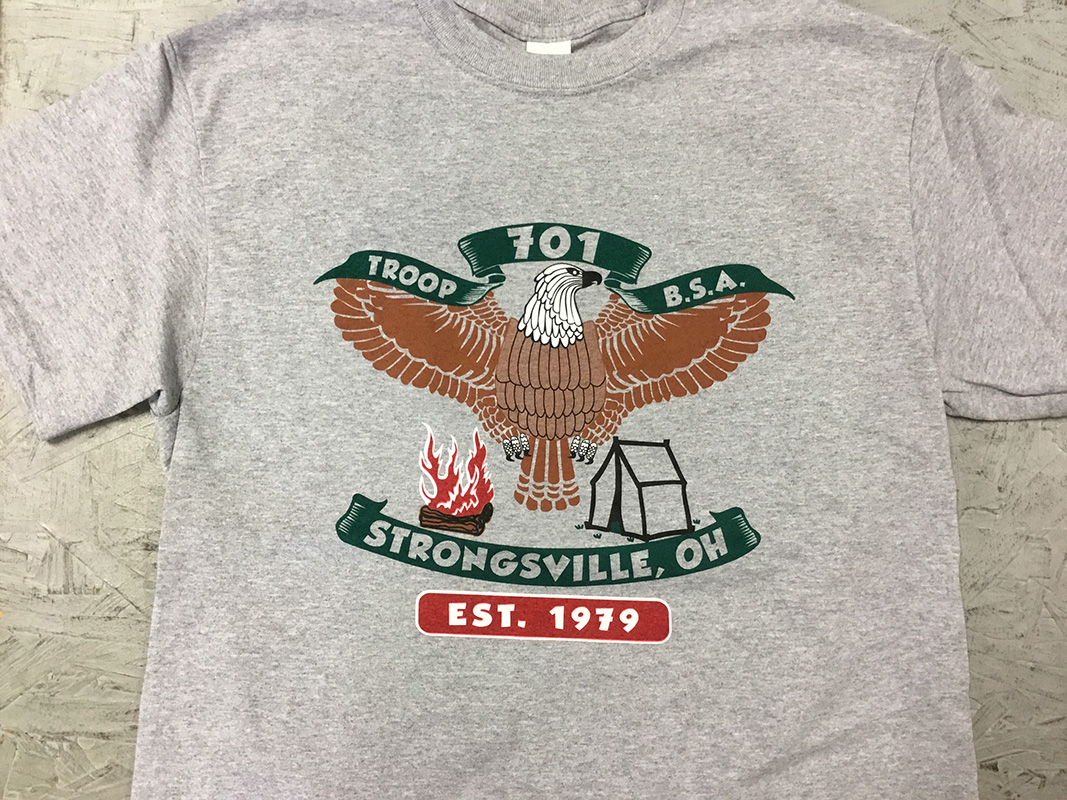 701
TROOP
B.S.A.
STRONGSVILLE, OH
EST. 1979